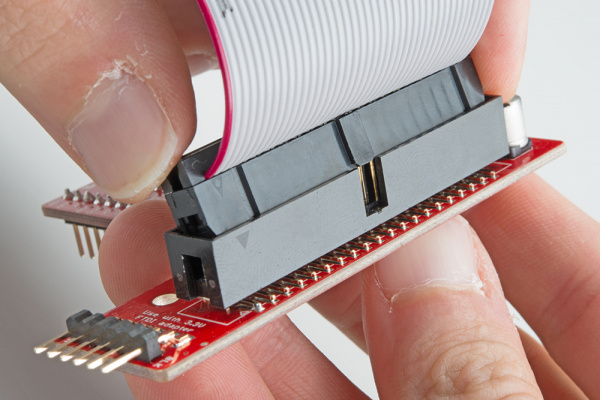 Use with 3.3V
FTDI adapter